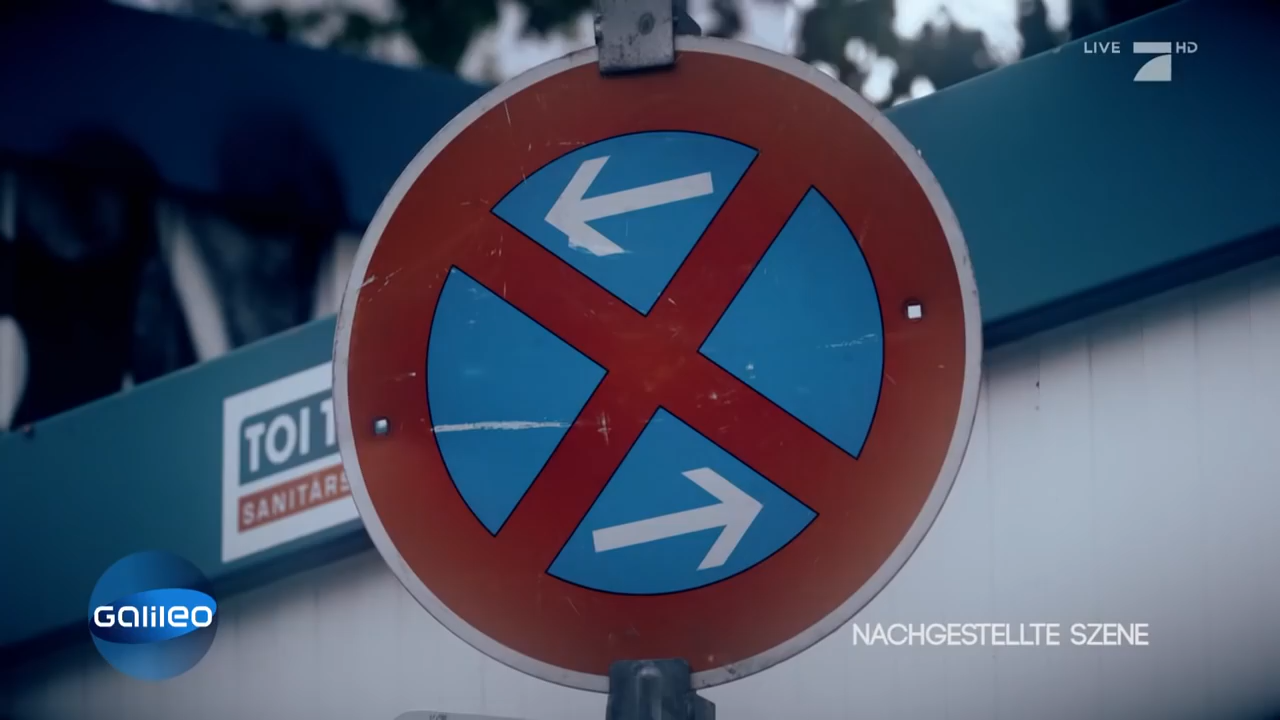 LIVE HD
TOI
SANITÄRS
Galileo
NACHGESTELLTE SZENE